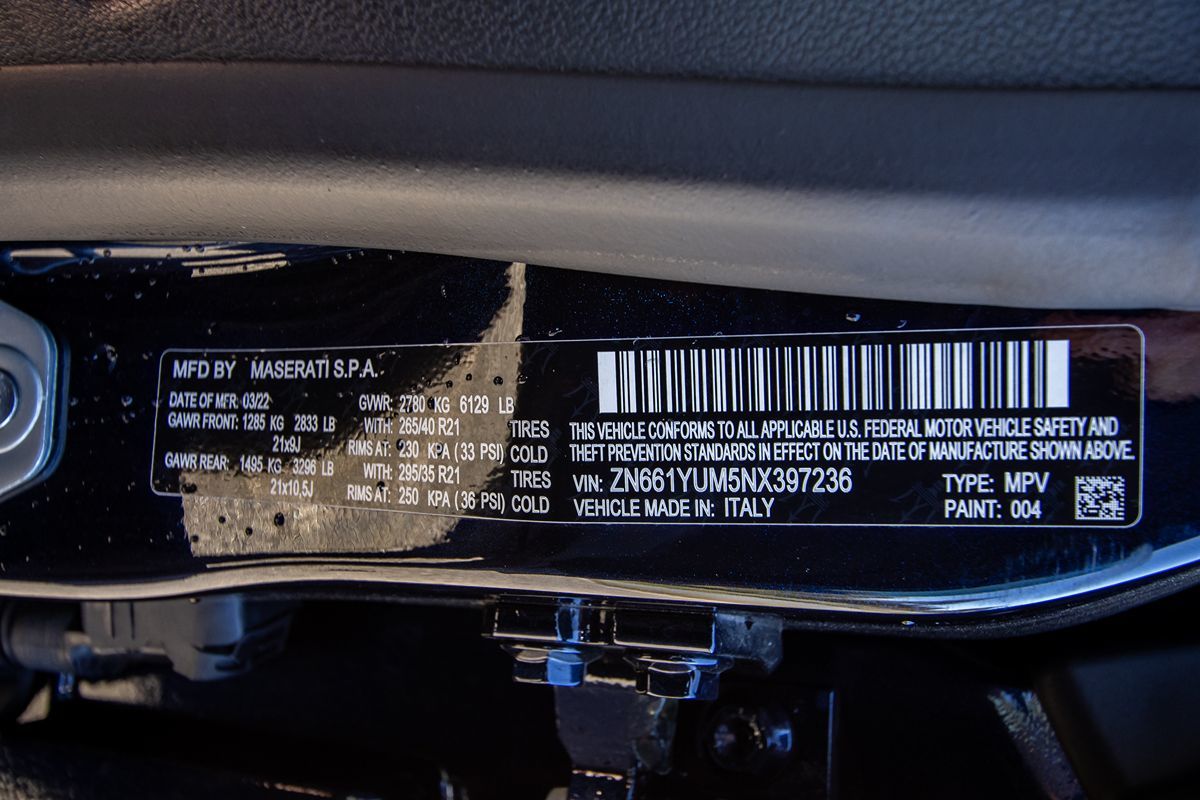 MFD BY MASERATI S.P.A.
DATE OF MFR: 03/22 GVWR: 2780 KG 6129 LB
GAWR FRONT: 1285 KG 2833 LB WITH: 265/40 R21 TIRES
21x9J RIMS AT: 230 KPA (33 PSI) COLD
GAWR REAR: 1495 KG 3296 LB WITH: 295/35 R21 TIRES
21x10,5J RIMS AT: 250 KPA (36 PSI) COLD
THIS VEHICLE CONFORMS TO ALL APPLICABLE U.S. FEDERAL MOTOR VEHICLE SAFETY AND
THEFT PREVENTION STANDARDS IN EFFECT ON THE DATE OF MANUFACTURE SHOWN ABOVE.
VIN: ZN661YUM5NX397236 TYPE: MPV
VEHICLE MADE IN: ITALY PAINT: 004